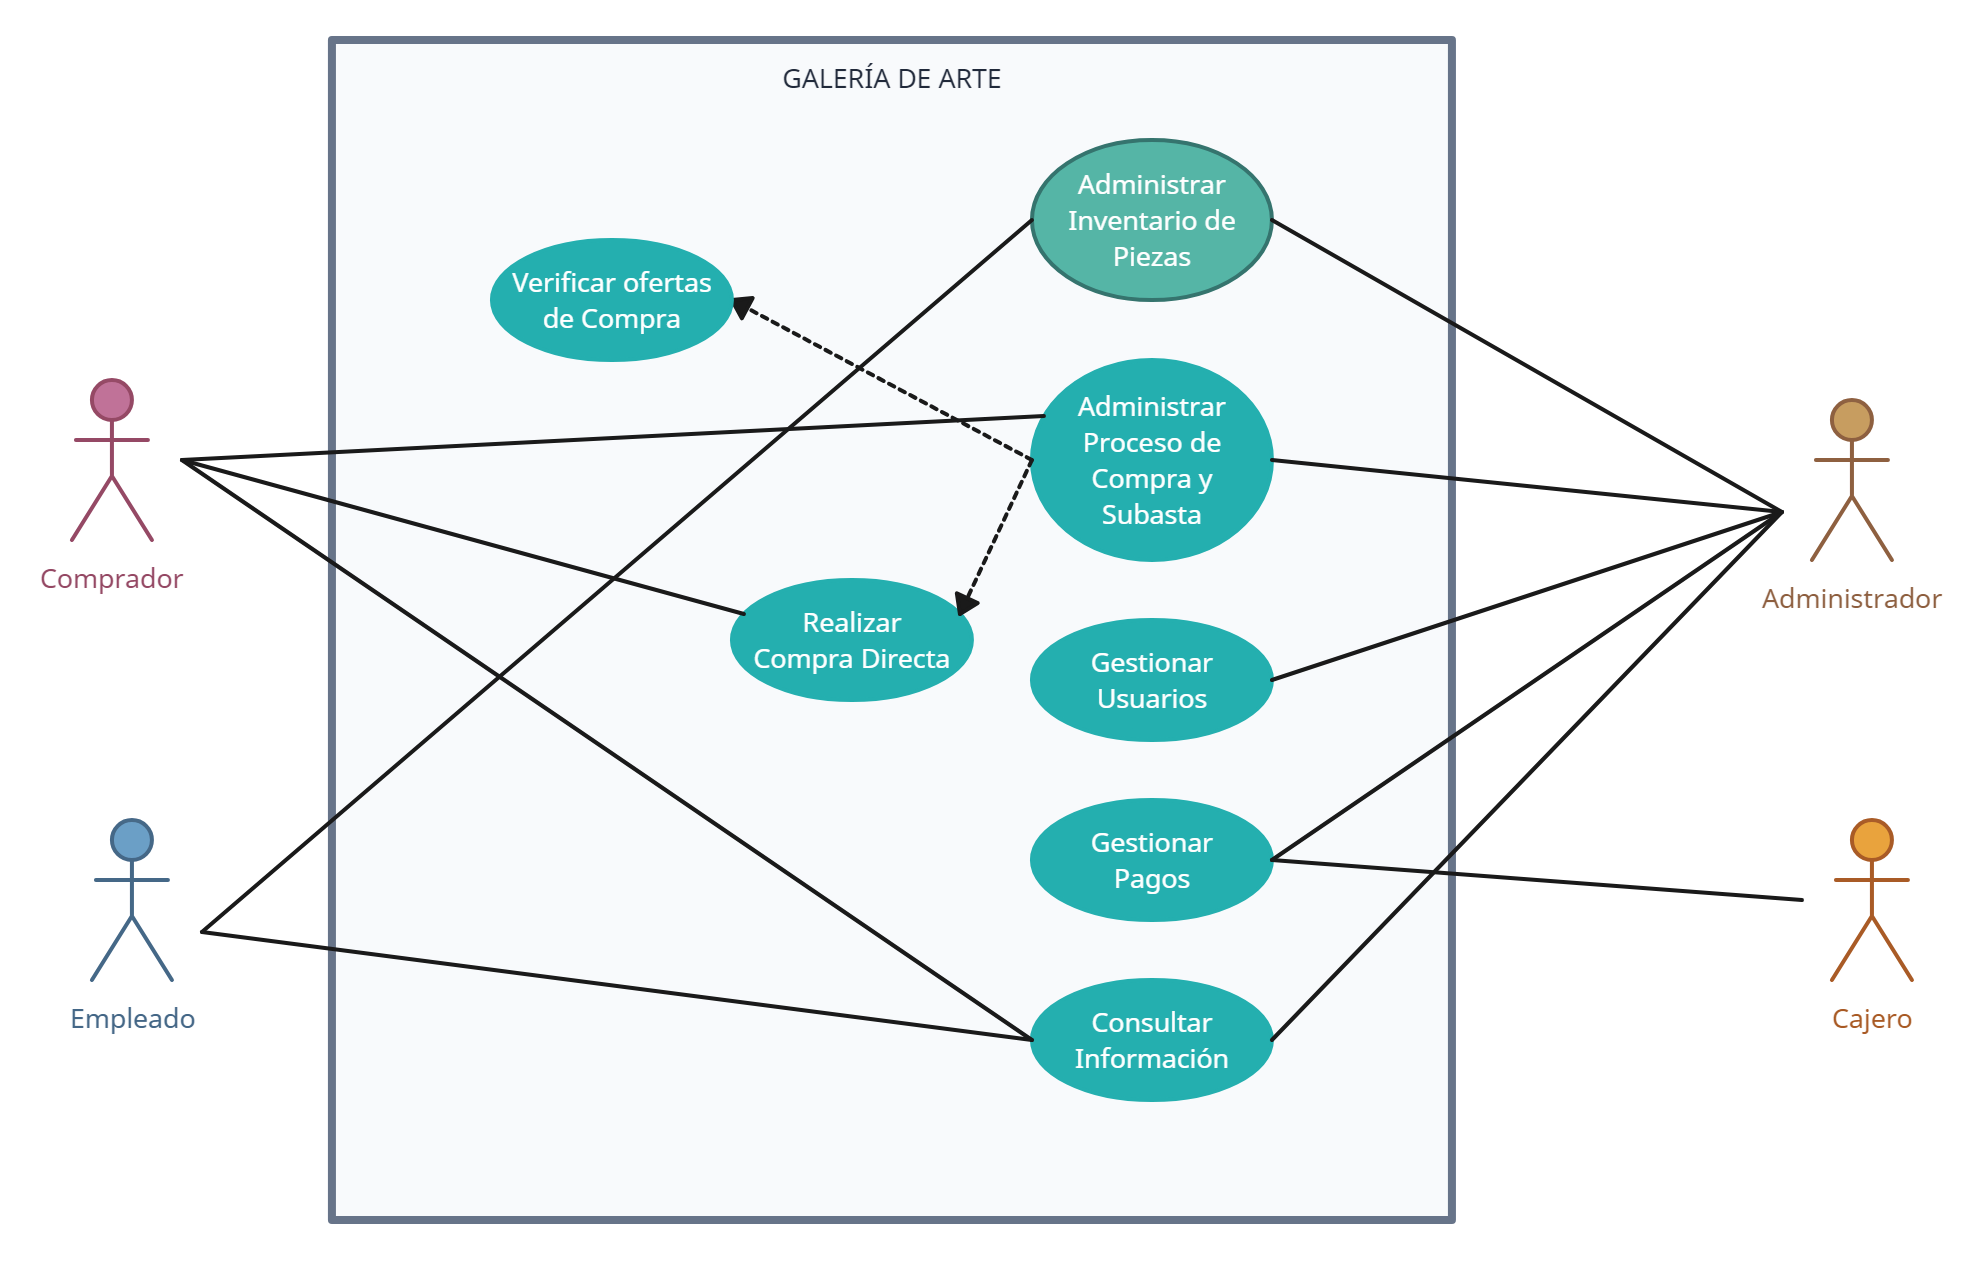 GALERÍA DE ARTE
Administrar
Inventario de
Piezas
Verificar ofertas
de Compra
Administrar
Proceso de
Compra y
Subasta
Comprador
Administrador
Realizar
Compra Directa
Gestionar
Usuarios
Gestionar
Pagos
Empleado
Cajero
Consultar
Información